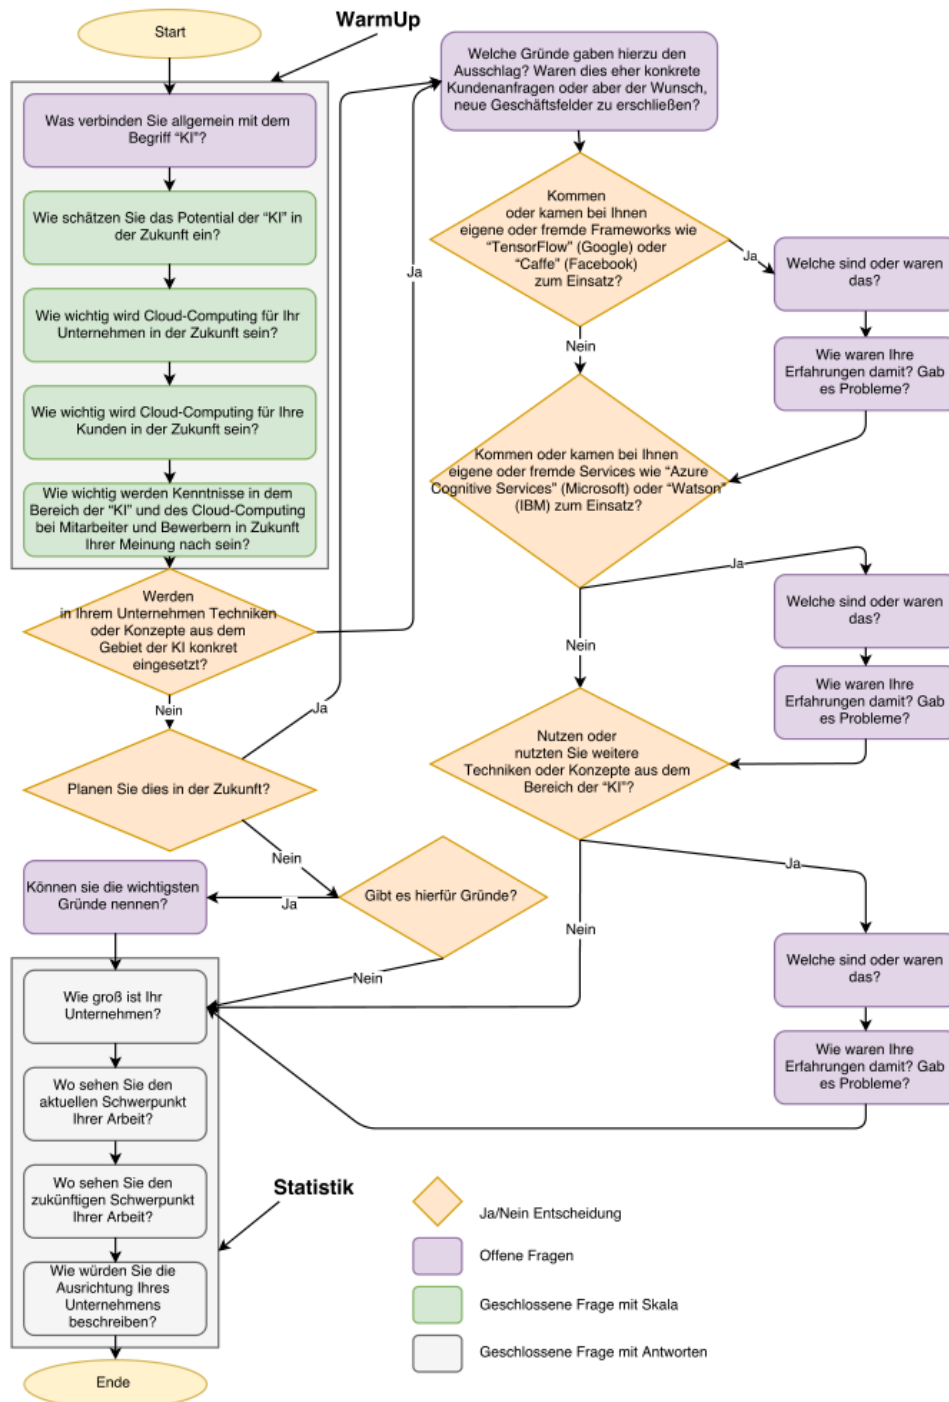 Start
WarmUp
Was verbinden Sie allgemein mit dem
Begriff “KI”?
Wie schätzen Sie das Potential der “KI” in
der Zukunft ein?
Wie wichtig wird Cloud-Computing für Ihr
Unternehmen in der Zukunft sein?
Wie wichtig wird Cloud-Computing für Ihre
Kunden in der Zukunft sein?
Wie wichtig werden Kenntnisse in dem
Bereich der “KI” und des Cloud-Computing
bei Mitarbeiter und Bewerbern in Zukunft
Ihrer Meinung nach sein?
Werden
in Ihrem Unternehmen Techniken
oder Konzepte aus dem
Gebiet der KI konkret
eingesetzt?
Ja
Nein
Planen Sie dies in der Zukunft?
Ja
Nein
Gibt es hierfür Gründe?
Ja
Nein
Können sie die wichtigsten
Gründe nennen?
Welche Gründe gaben hierzu den
Ausschlag? Waren dies eher konkrete
Kundenanfragen oder aber der Wunsch,
neue Geschäftsfelder zu erschließen?
Kommen
oder kamen bei Ihnen
eigene oder fremde Frameworks wie
“TensorFlow” (Google) oder
“Caffe” (Facebook)
zum Einsatz?
Ja
Welche sind oder waren
das?
Wie waren Ihre
Erfahrungen damit? Gab
es Probleme?
Nein
Kommen oder kamen bei Ihnen
eigene oder fremde Services wie “Azure
Cognitive Services” (Microsoft) oder “Watson”
(IBM) zum Einsatz?
Ja
Welche sind oder waren
das?
Wie waren Ihre
Erfahrungen damit? Gab
es Probleme?
Nein
Nutzen oder
nutzten Sie weitere
Techniken oder Konzepte aus dem
Bereich der “KI”?
Ja
Welche sind oder waren
das?
Wie waren Ihre
Erfahrungen damit? Gab
es Probleme?
Nein
Wie groß ist Ihr
Unternehmen?
Wo sehen Sie den
aktuellen Schwerpunkt
Ihrer Arbeit?
Wo sehen Sie den
zukünftigen Schwerpunkt
Ihrer Arbeit?
Wie würden Sie die
Ausrichtung Ihres
Unternehmens
beschreiben?
Statistik
Ende
Ja/Nein Entscheidung
Offene Fragen
Geschlossene Frage mit Skala
Geschlossene Frage mit Antworten